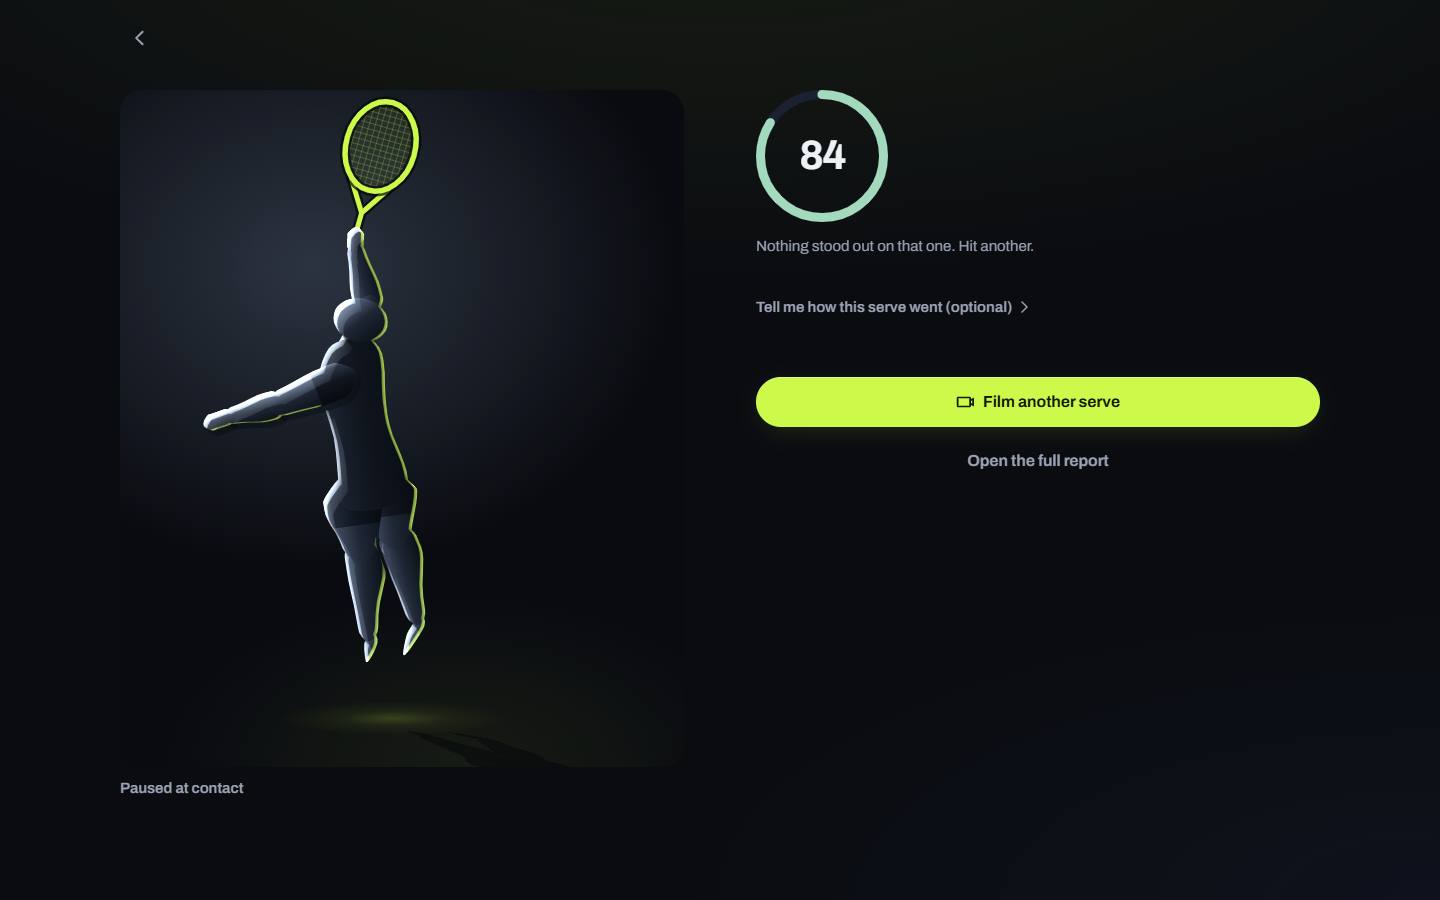 84
Nothing stood out on that one. Hit another.
Tell me how this serve went (optional)
Film another serve
Open the full report
Paused at contact